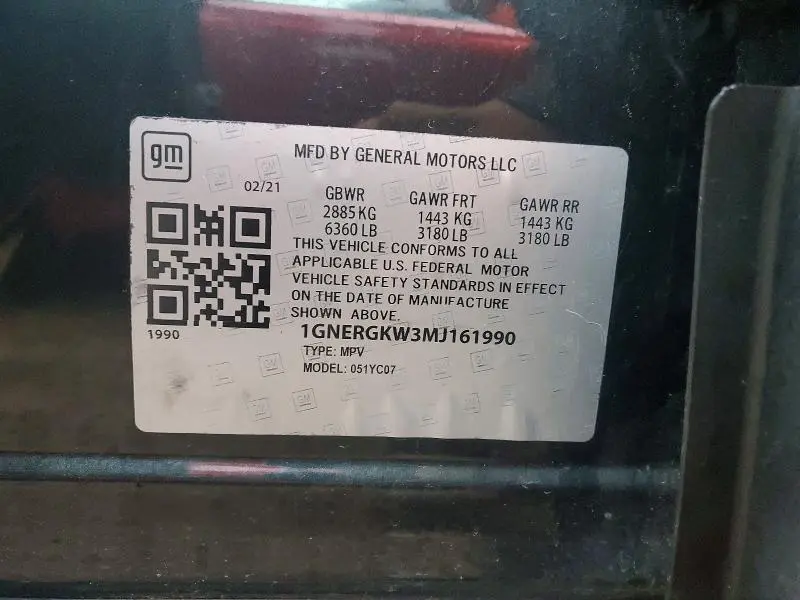 gm
MFD BY GENERAL MOTORS LLC
02/21
GBWR GAWR FRT GAWR RR
2885 KG 1443 KG 1443 KG
6360 LB 3180 LB 3180 LB
THIS VEHICLE CONFORMS TO ALL
APPLICABLE U.S. FEDERAL MOTOR
VEHICLE SAFETY STANDARDS IN EFFECT
ON THE DATE OF MANUFACTURE
SHOWN ABOVE.
1990
1GNERGKW3MJ161990
TYPE: MPV
MODEL: 051YC07